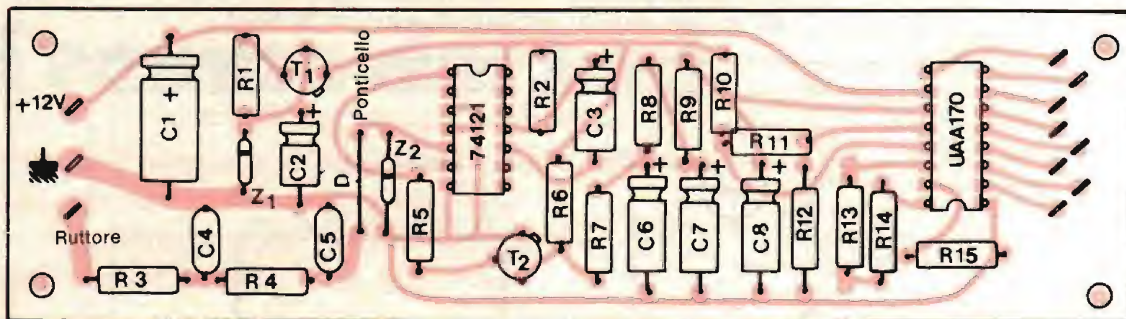 +12V
C1
+
R1
T1
C2
+
Z1
Ponticello
D
Z2
R5
74121
R2
C3
+
R8
R9
R10
R11
R6
R7
T2
C6
+
C7
+
C8
+
R12
R13
R14
UAA170
R15
Ruttore
R3
C4
R4
C5